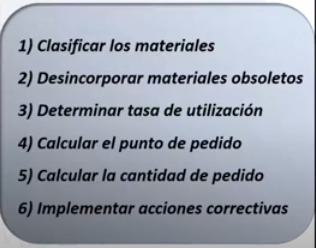 1) Clasificar los materiales
2) Desincorporar materiales obsoletos
3) Determinar tasa de utilización
4) Calcular el punto de pedido
5) Calcular la cantidad de pedido
6) Implementar acciones correctivas